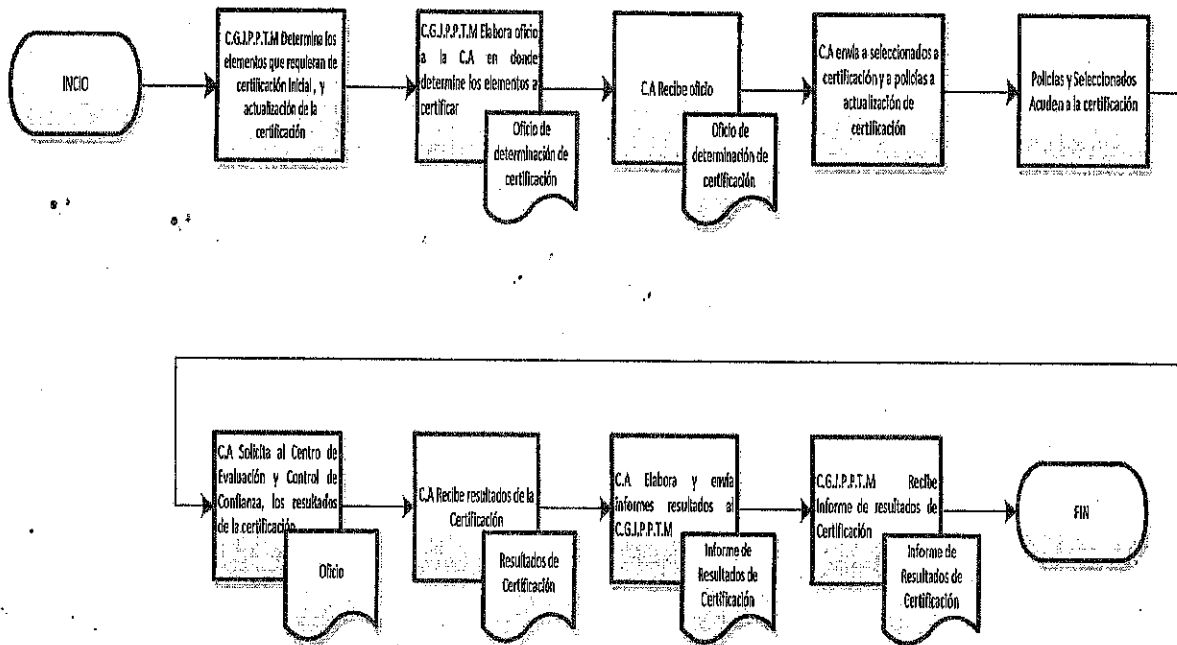 INCIO
C.G.I.P.P.T.M Determina los
elementos que requieran de
certificación Inicial , y
actualización de la
certificación
C.G.I.P.P.T.M Elabora oficio
a la C.A en donde
determine los elementos a
certificar
Oficio de
determinación de
certificación
C.A Recibe oficio
Oficio de
determinación de
certificación
C.A envía a seleccionados a
certificación y a policías a
actualización de
certificación
Policías y Seleccionados
Acuden a la certificación
C.A Solicita al Centro de
Evaluación y Control de
Confianza, los resultados
de la certificación
Oficio
C.A Recibe resultados de la
Certificación
Resultados de
Certificación
C.A Elabora y envía
informes resultados al
C.G.I.P.P.T.M
Informe de
Resultados de
Certificación
C.G.I.P.P.T.M Recibe
Informe de resultados de
Certificación
Informe de
Resultados de
Certificación
FIN